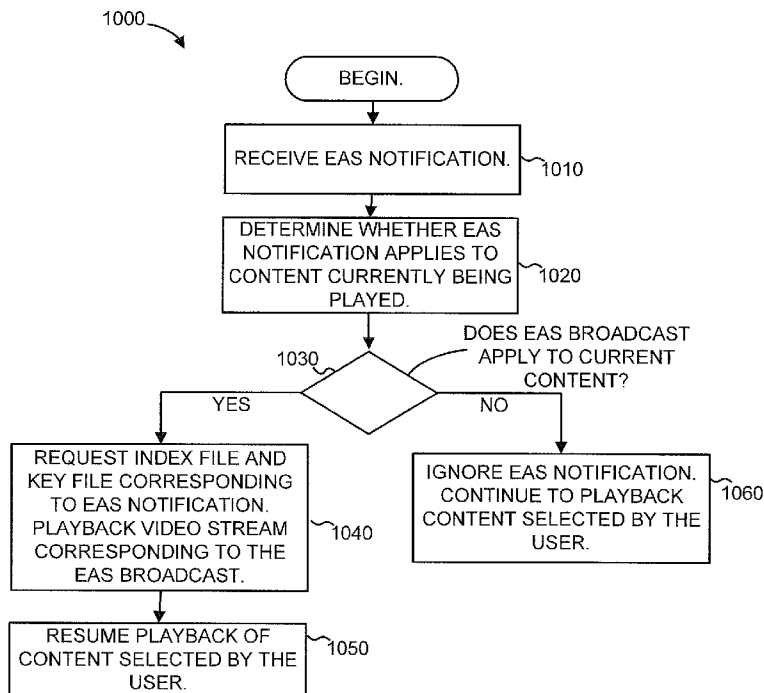 1000
BEGIN.
RECEIVE EAS NOTIFICATION.
1010
DETERMINE WHETHER EAS
NOTIFICATION APPLIES TO
CONTENT CURRENTLY BEING
PLAYED.
1020
DOES EAS BROADCAST
APPLY TO CURRENT
CONTENT?
1030
YES
NO
REQUEST INDEX FILE AND
KEY FILE CORRESPONDING
TO EAS NOTIFICATION.
PLAYBACK VIDEO STREAM
CORRESPONDING TO THE
EAS BROADCAST.
1040
IGNORE EAS NOTIFICATION.
CONTINUE TO PLAYBACK
CONTENT SELECTED BY THE
USER.
1060
RESUME PLAYBACK OF
CONTENT SELECTED BY THE
USER.
1050